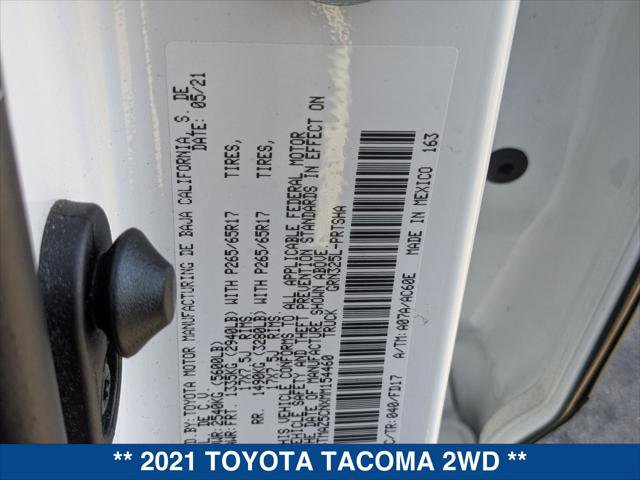 D.BY: TOYOTA MOTOR MANUFACTURING DE BAJA CALIFORNIA, S. DE
L. DE C.V. DATE: 05/21
WR: 2540KG (5600LB)
WR FRT. 1335KG (2940LB) WITH P265/65R17 TIRES,
17X7.5J RIMS.
RR. 1490KG (3280LB) WITH P265/65R17 TIRES,
17X7.5J RIMS.
THIS VEHICLE CONFORMS TO ALL APPLICABLE FEDERAL MOTOR
VEHICLE SAFETY AND THEFT PREVENTION STANDARDS IN EFFECT ON
THE DATE OF MANUFACTURE SHOWN ABOVE.
TRUCK GRN325L-PRTSHA
C/TR: 040/FD17 A/TM: A07A/AC60E MADE IN MEXICO 163
** 2021 TOYOTA TACOMA 2WD **